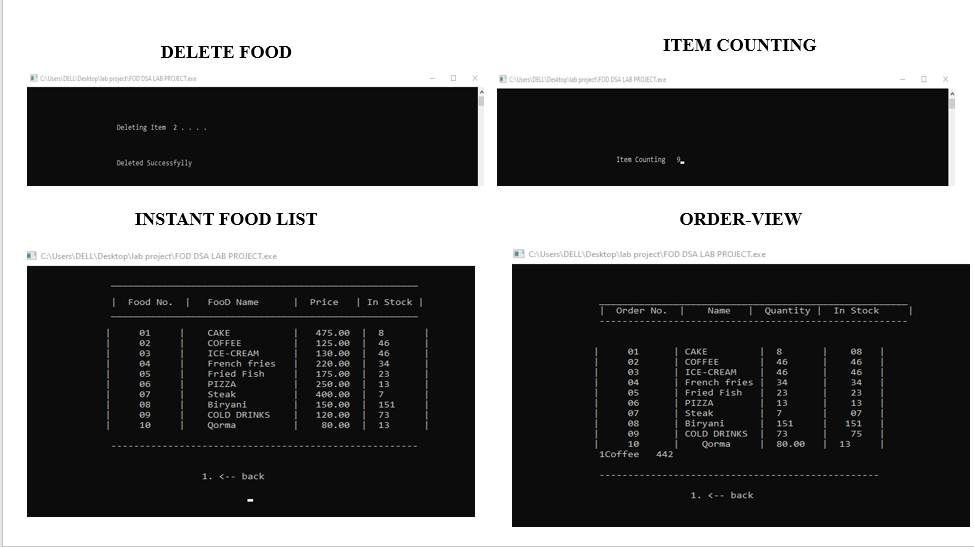 DELETE FOOD
C:\Users\DELL\Desktop\lab project\FOD DSA LAB PROJECT.exe
Deleting Item 2 . . . .
Deleted Successfylly
ITEM COUNTING
C:\Users\DELL\Desktop\lab project\FOD DSA LAB PROJECT.exe
Item Counting 9
INSTANT FOOD LIST
C:\Users\DELL\Desktop\lab project\FOD DSA LAB PROJECT.exe
| Food No. | FooD Name | Price | In Stock |
| 01 | CAKE | 475.00 | 8 |
| 02 | COFFEE | 125.00 | 46 |
| 03 | ICE-CREAM | 130.00 | 46 |
| 04 | French fries | 220.00 | 34 |
| 05 | Fried Fish | 175.00 | 23 |
| 06 | PIZZA | 250.00 | 13 |
| 07 | Steak | 400.00 | 7 |
| 08 | Biryani | 150.00 | 151 |
| 09 | COLD DRINKS | 120.00 | 73 |
| 10 | Qorma | 80.00 | 13 |
1. <-- back
ORDER-VIEW
C:\Users\DELL\Desktop\lab project\FOD DSA LAB PROJECT.exe
| Order No. | Name | Quantity | In Stock |
| 01 | CAKE | 8 | 08 |
| 02 | COFFEE | 46 | 46 |
| 03 | ICE-CREAM | 46 | 46 |
| 04 | French fries | 34 | 34 |
| 05 | Fried Fish | 23 | 23 |
| 06 | PIZZA | 13 | 13 |
| 07 | Steak | 7 | 07 |
| 08 | Biryani | 151 | 151 |
| 09 | COLD DRINKS | 73 | 75 |
| 10 | Qorma | 80.00 | 13 |
1Coffee 442
1. <-- back